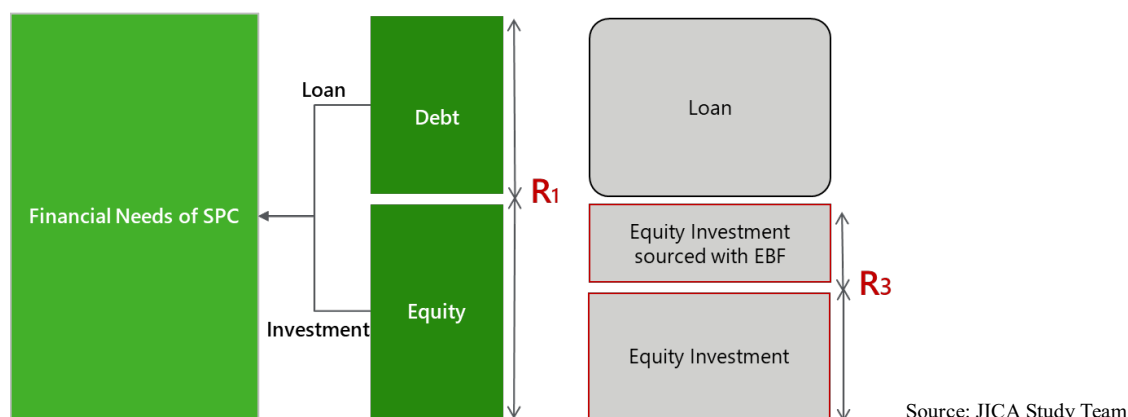 Loan
Debt
Loan
R1
Financial Needs of SPC
Equity Investment
sourced with EBF
R3
Equity
Investment
Equity Investment
Source: JICA Study Team